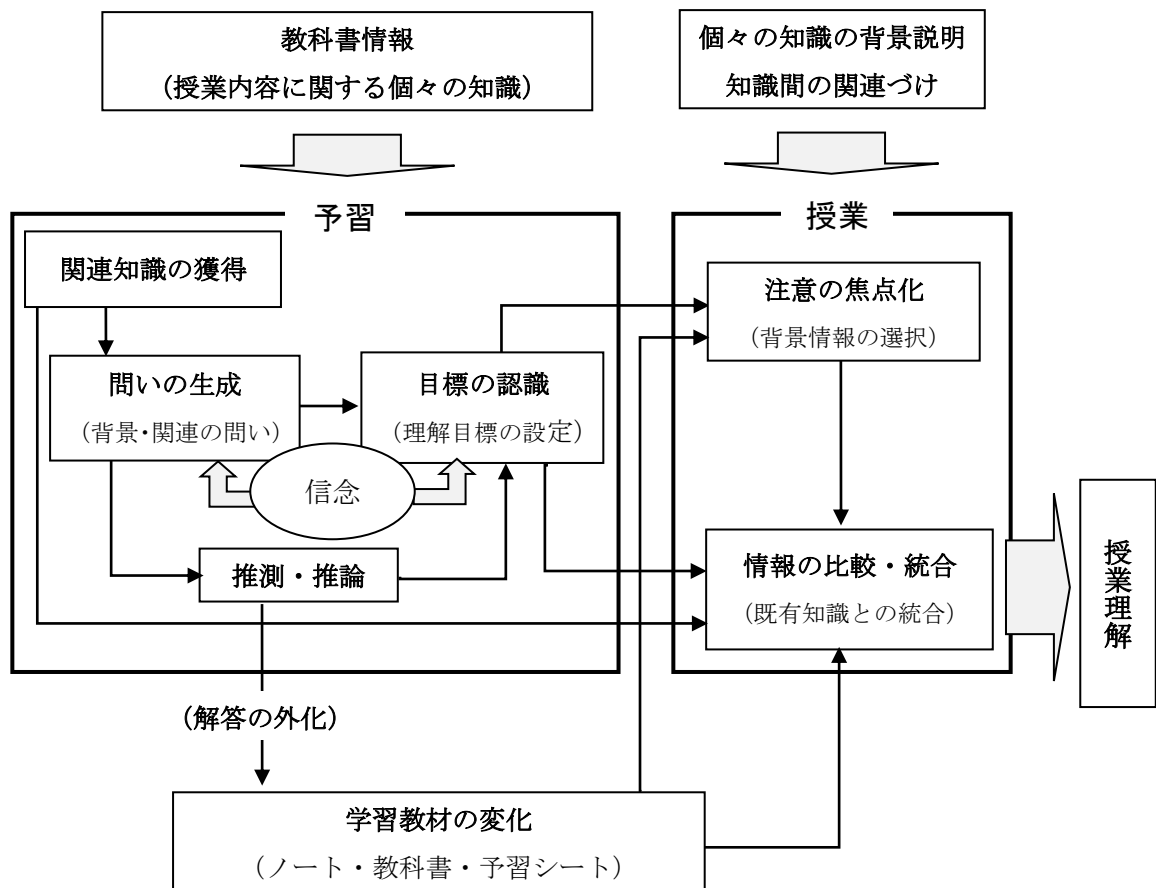 教科書情報
（授業内容に関する個々の知識）
個々の知識の背景説明
知識間の関連づけ
予習
授業
関連知識の獲得
注意の焦点化
（背景情報の選択）
問いの生成
（背景・関連の問い）
目標の認識
（理解目標の設定）
信念
推測・推論
情報の比較・統合
（既有知識との統合）
授業理解
（解答の外化）
学習教材の変化
（ノート・教科書・予習シート）